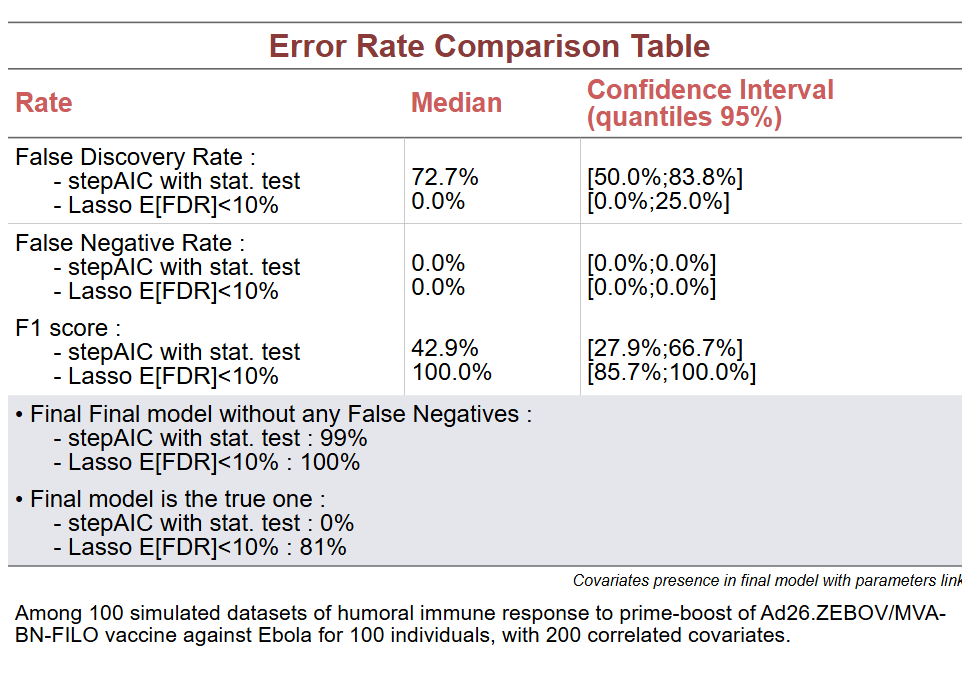 Error Rate Comparison Table
Rate Median Confidence Interval
(quantiles 95%)
False Discovery Rate :
- stepAIC with stat. test 72.7% [50.0%;83.8%]
- Lasso E[FDR]<10% 0.0% [0.0%;25.0%]
False Negative Rate :
- stepAIC with stat. test 0.0% [0.0%;0.0%]
- Lasso E[FDR]<10% 0.0% [0.0%;0.0%]
F1 score :
- stepAIC with stat. test 42.9% [27.9%;66.7%]
- Lasso E[FDR]<10% 100.0% [85.7%;100.0%]
• Final Final model without any False Negatives :
- stepAIC with stat. test : 99%
- Lasso E[FDR]<10% : 100%
• Final model is the true one :
- stepAIC with stat. test : 0%
- Lasso E[FDR]<10% : 81%
Covariates presence in final model with parameters link
Among 100 simulated datasets of humoral immune response to prime-boost of Ad26.ZEBOV/MVA-
BN-FILO vaccine against Ebola for 100 individuals, with 200 correlated covariates.